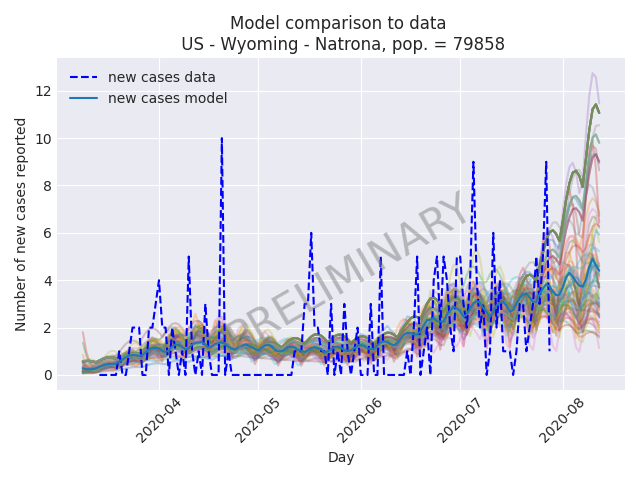 Model comparison to data
US - Wyoming - Natrona, pop. = 79858
new cases data
new cases model
Number of new cases reported
12
10
8
6
4
2
0
PRELIMINARY
2020-04
2020-05
2020-06
2020-07
2020-08
Day